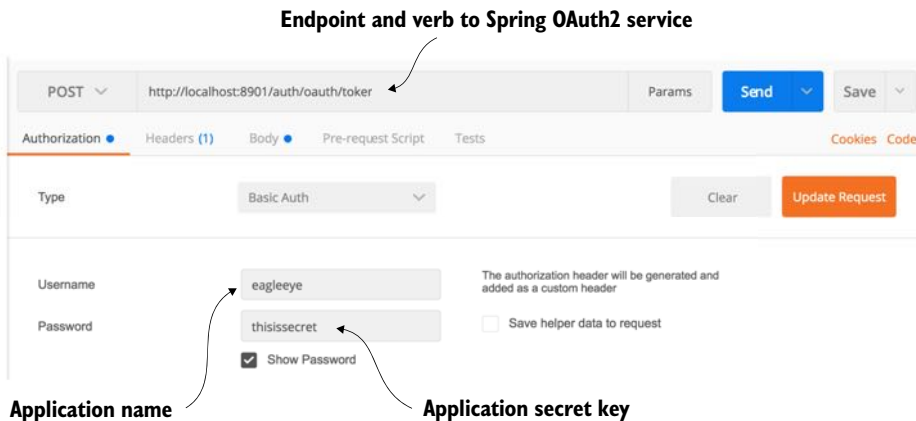 Endpoint and verb to Spring OAuth2 service
POST http://localhost:8901/auth/oauth/toker Params Send Save
Authorization Headers (1) Body Pre-request Script Tests Cookies Code
Type Basic Auth Clear Update Request
Username eagleeye The authorization header will be generated and
added as a custom header
Password thisissecret Save helper data to request
Show Password
Application name Application secret key